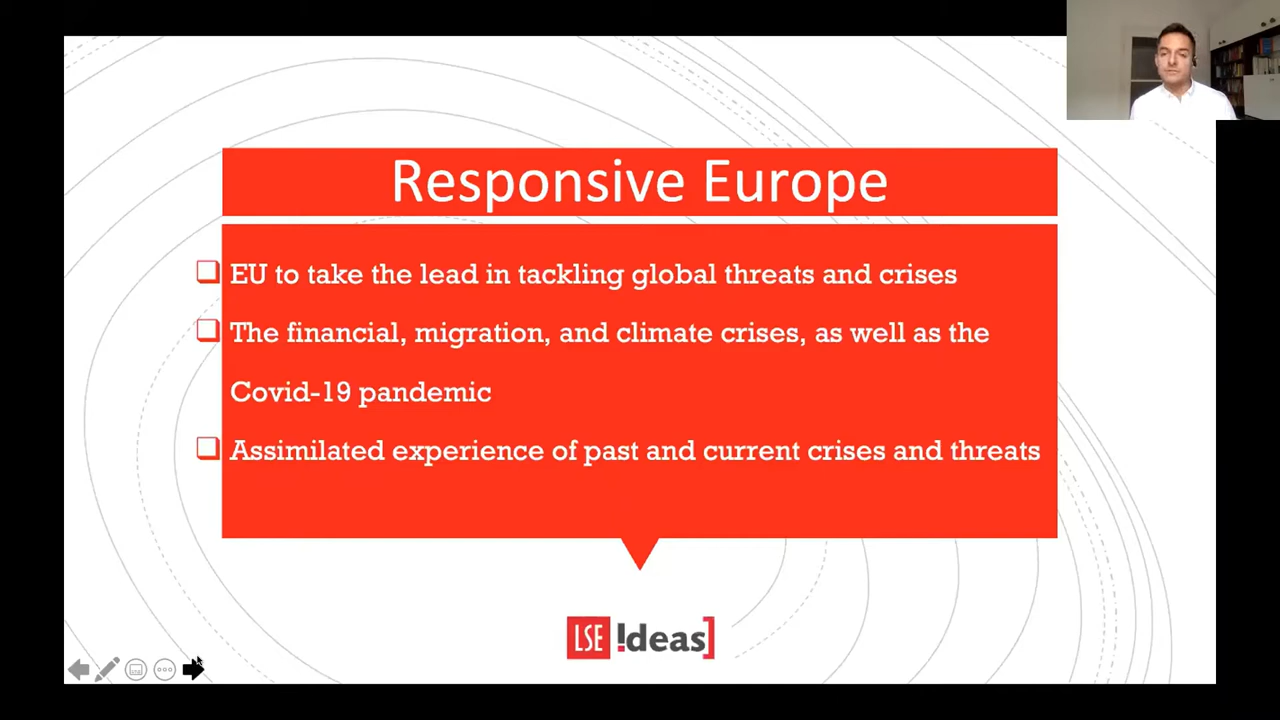 Responsive Europe
EU to take the lead in tackling global threats and crises
The financial, migration, and climate crises, as well as the
Covid-19 pandemic
Assimilated experience of past and current crises and threats
LSE !deas]